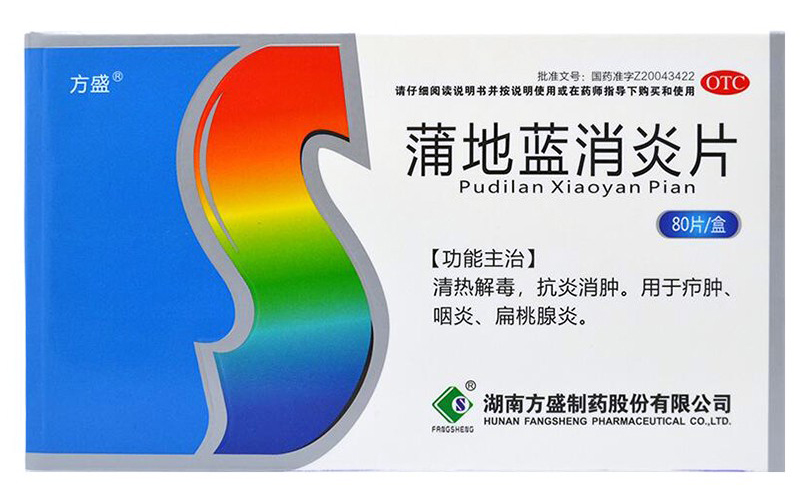 方盛®
批准文号：国药准字Z20043422
请仔细阅读说明书并按说明使用或在药师指导下购买和使用
OTC
蒲地蓝消炎片
Pudilan Xiaoyan Pian
80片/盒
【功能主治】
清热解毒，抗炎消肿。用于疖肿、
咽炎、扁桃腺炎。
S
®
FANGSHENG
湖南方盛制药股份有限公司
HUNAN FANGSHENG PHARMACEUTICAL CO.,LTD.